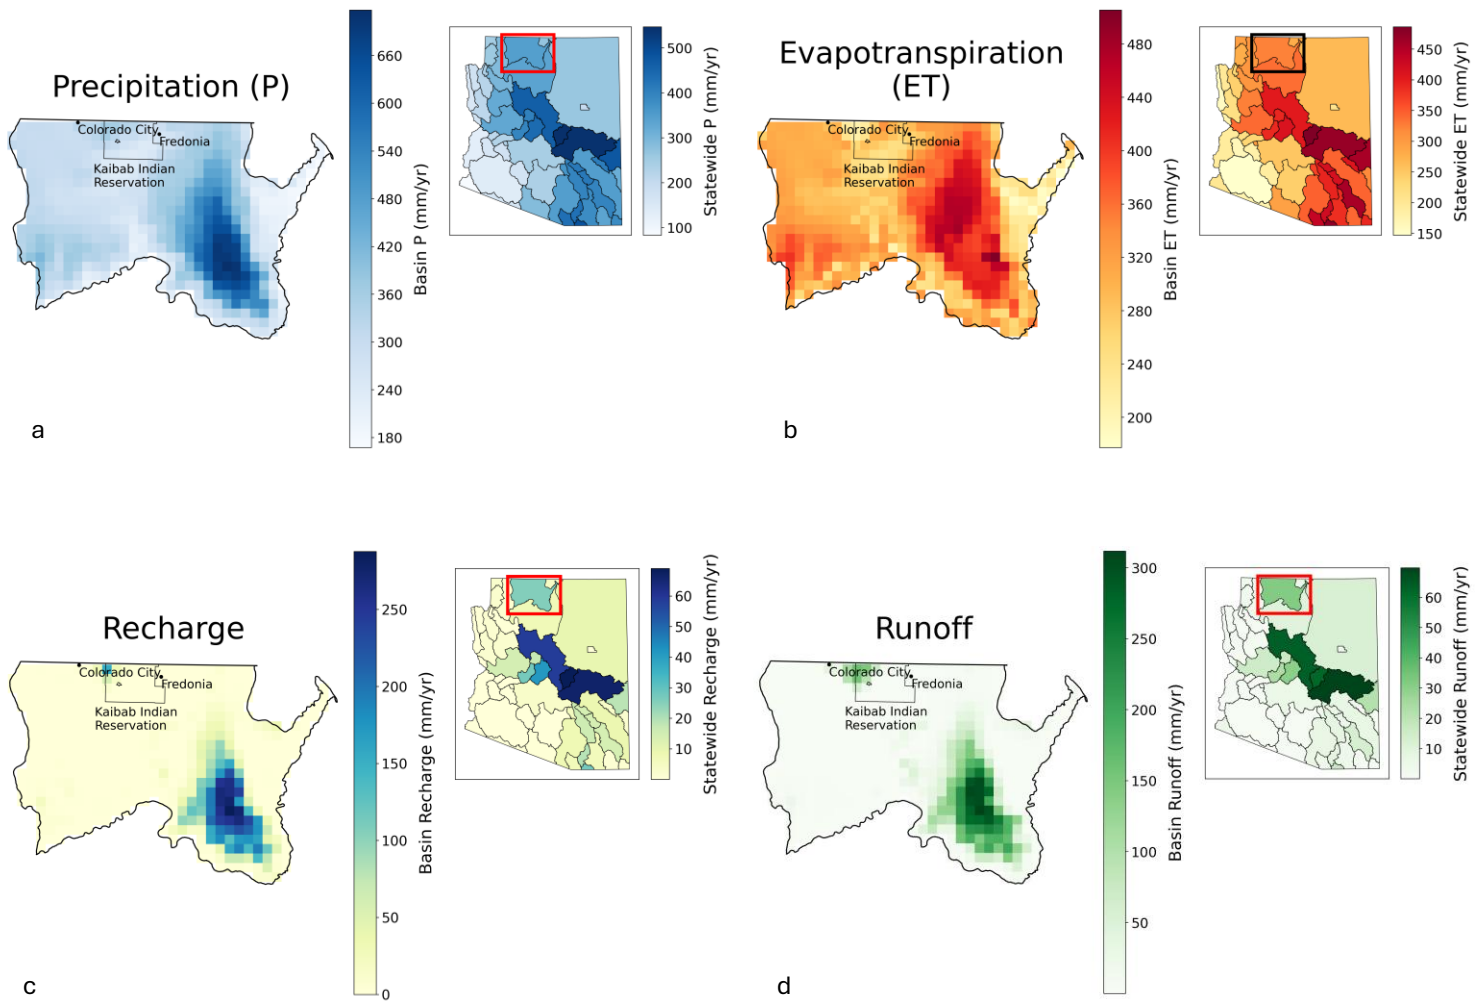 Precipitation (P)
Colorado City
Fredonia
Kaibab Indian
Reservation
660
600
540
480
420
360
300
240
180
Basin P (mm/yr)
500
400
300
200
100
Statewide P (mm/yr)
a
Evapotranspiration
(ET)
Colorado City
Fredonia
Kaibab Indian
Reservation
480
440
400
360
320
280
240
200
Basin ET (mm/yr)
450
400
350
300
250
200
150
Statewide ET (mm/yr)
b
Recharge
Colorado City
Fredonia
Kaibab Indian
Reservation
250
200
150
100
50
0
Basin Recharge (mm/yr)
60
50
40
30
20
10
Statewide Recharge (mm/yr)
c
Runoff
Colorado City
Fredonia
Kaibab Indian
Reservation
300
250
200
150
100
50
Basin Runoff (mm/yr)
60
50
40
30
20
10
Statewide Runoff (mm/yr)
d